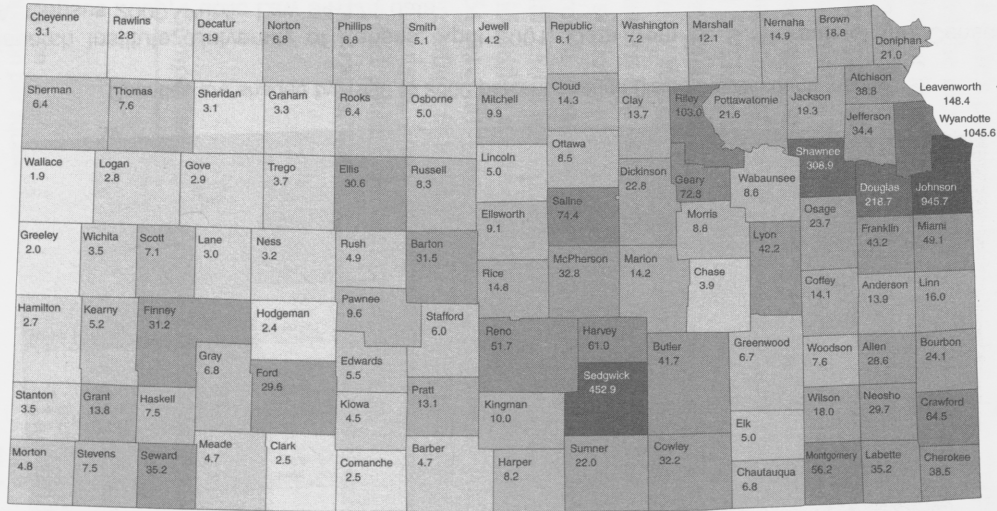 Cheyenne
3.1
Rawlins
2.8
Decatur
3.9
Norton
6.8
Phillips
6.8
Smith
5.1
Jewell
4.2
Republic
8.1
Washington
7.2
Marshall
12.1
Nemaha
14.9
Brown
18.8
Doniphan
21.0
Sherman
6.4
Thomas
7.6
Sheridan
3.1
Graham
3.3
Rooks
6.4
Osborne
5.0
Mitchell
9.9
Cloud
14.3
Clay
13.7
Riley
103.0
Pottawatomie
21.6
Jackson
19.3
Atchison
38.8
Jefferson
34.4
Leavenworth
148.4
Wyandotte
1045.6
Wallace
1.9
Logan
2.8
Gove
2.9
Trego
3.7
Ellis
30.6
Russell
8.3
Lincoln
5.0
Ottawa
8.5
Saline
74.4
Dickinson
22.8
Geary
72.8
Wabaunsee
8.6
Shawnee
308.9
Douglas
218.7
Johnson
945.7
Ellsworth
9.1
Morris
8.8
Osage
23.7
Franklin
43.2
Miami
49.1
Greeley
2.0
Wichita
3.5
Scott
7.1
Lane
3.0
Ness
3.2
Rush
4.9
Barton
31.5
Rice
14.8
McPherson
32.8
Marion
14.2
Chase
3.9
Lyon
42.2
Coffey
14.1
Anderson
13.9
Linn
16.0
Hamilton
2.7
Kearny
5.2
Finney
31.2
Hodgeman
2.4
Pawnee
9.6
Stafford
6.0
Reno
51.7
Harvey
61.0
Butler
41.7
Greenwood
6.7
Woodson
7.6
Allen
28.6
Bourbon
24.1
Gray
6.8
Ford
29.6
Edwards
5.5
Sedgwick
452.9
Stanton
3.5
Grant
13.8
Haskell
7.5
Kiowa
4.5
Pratt
13.1
Kingman
10.0
Elk
5.0
Wilson
18.0
Neosho
29.7
Crawford
64.5
Morton
4.8
Stevens
7.5
Seward
35.2
Meade
4.7
Clark
2.5
Comanche
2.5
Barber
4.7
Harper
8.2
Sumner
22.0
Cowley
32.2
Chautauqua
6.8
Montgomery
56.2
Labette
35.2
Cherokee
38.5